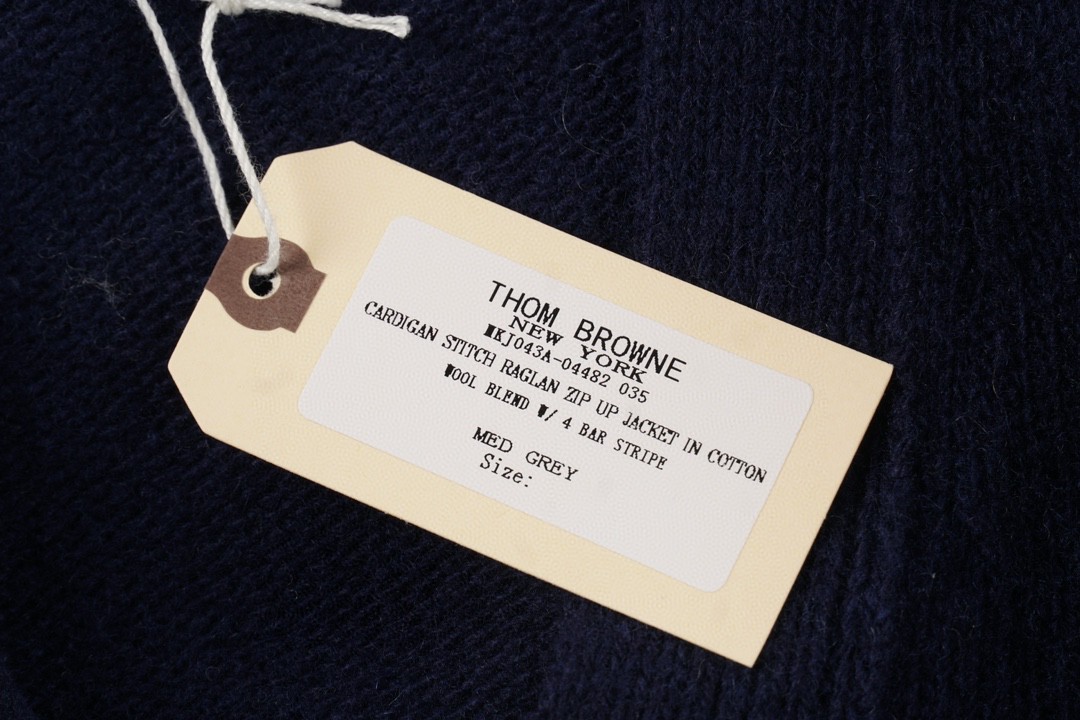 THOM BROWNE
NEW YORK
MKJ043A-04482 035
CARDIGAN STITCH RAGLAN ZIP UP JACKET IN COTTON
WOOL BLEND W/ 4 BAR STRIPE
MED GREY
Size: